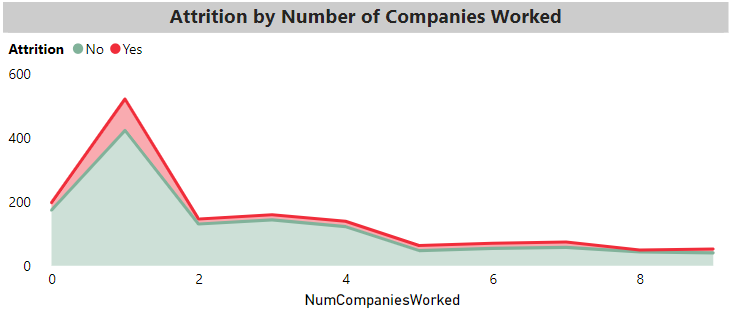 Attrition by Number of Companies Worked
Attrition No Yes
600
400
200
0
0 2 4 6 8
NumCompaniesWorked